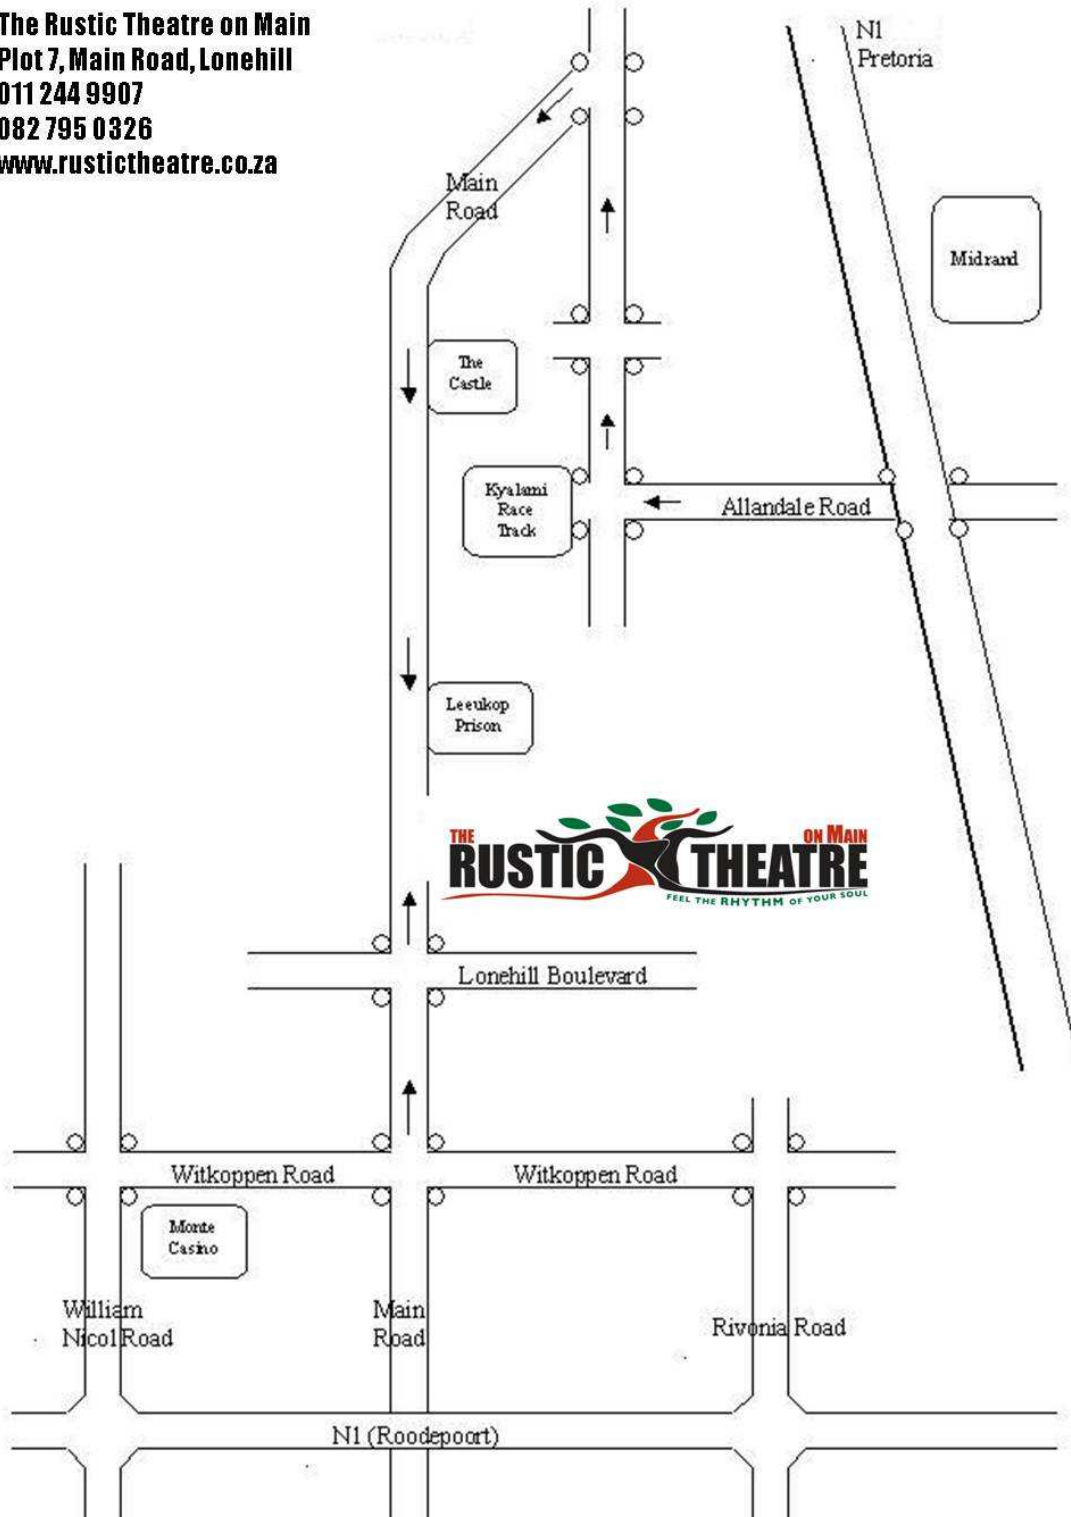 The Rustic Theatre on Main
Plot 7, Main Road, Lonehill
011 244 9907
082 795 0326
www.rustictheatre.co.za
N1
Pretoria
Main
Road
Midrand
The
Castle
Kyalami
Race
Track
Allandale Road
Leeukop
Prison
THE
RUSTIC THEATRE
ON MAIN
FEEL THE RHYTHM OF YOUR SOUL
Lonehill Boulevard
Witkoppen Road
Witkoppen Road
Monte
Casino
William
Nicol Road
Main
Road
Rivonia Road
N1 (Roodepoort)